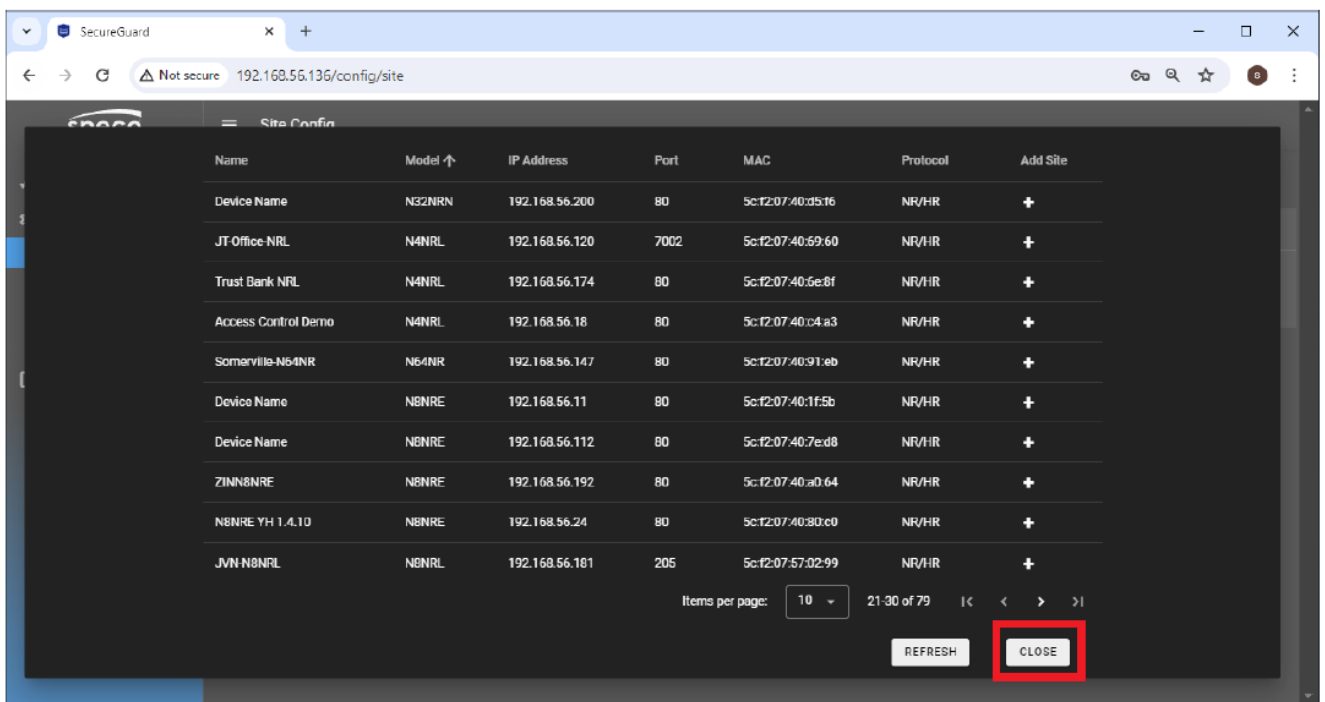 SecureGuard
Not secure 192.168.56.136/config/site
speco Site Config
Name Model IP Address Port MAC Protocol Add Site
Device Name N32NRN 192.168.56.200 80 5c:f2:07:40:d5:f6 NR/HR +
JT-Office-NRL N4NRL 192.168.56.120 7002 5c:f2:07:40:69:60 NR/HR +
Trust Bank NRL N4NRL 192.168.56.174 80 5c:f2:07:40:6e:8f NR/HR +
Access Control Demo N4NRL 192.168.56.18 80 5c:f2:07:40:c4:a3 NR/HR +
Somerville-N64NR N64NR 192.168.56.147 80 5c:f2:07:40:91:eb NR/HR +
Device Name N8NRE 192.168.56.11 80 5c:f2:07:40:1f:5b NR/HR +
Device Name N8NRE 192.168.56.112 80 5c:f2:07:40:7e:d8 NR/HR +
ZINN8NRE N8NRE 192.168.56.192 80 5c:f2:07:40:a0:64 NR/HR +
N8NRE YH 1.4.10 N8NRE 192.168.56.24 80 5c:f2:07:40:80:c0 NR/HR +
JVN-N8NRL N8NRL 192.168.56.181 205 5c:f2:07:57:02:99 NR/HR +
Items per page: 10 21-30 of 79
REFRESH CLOSE